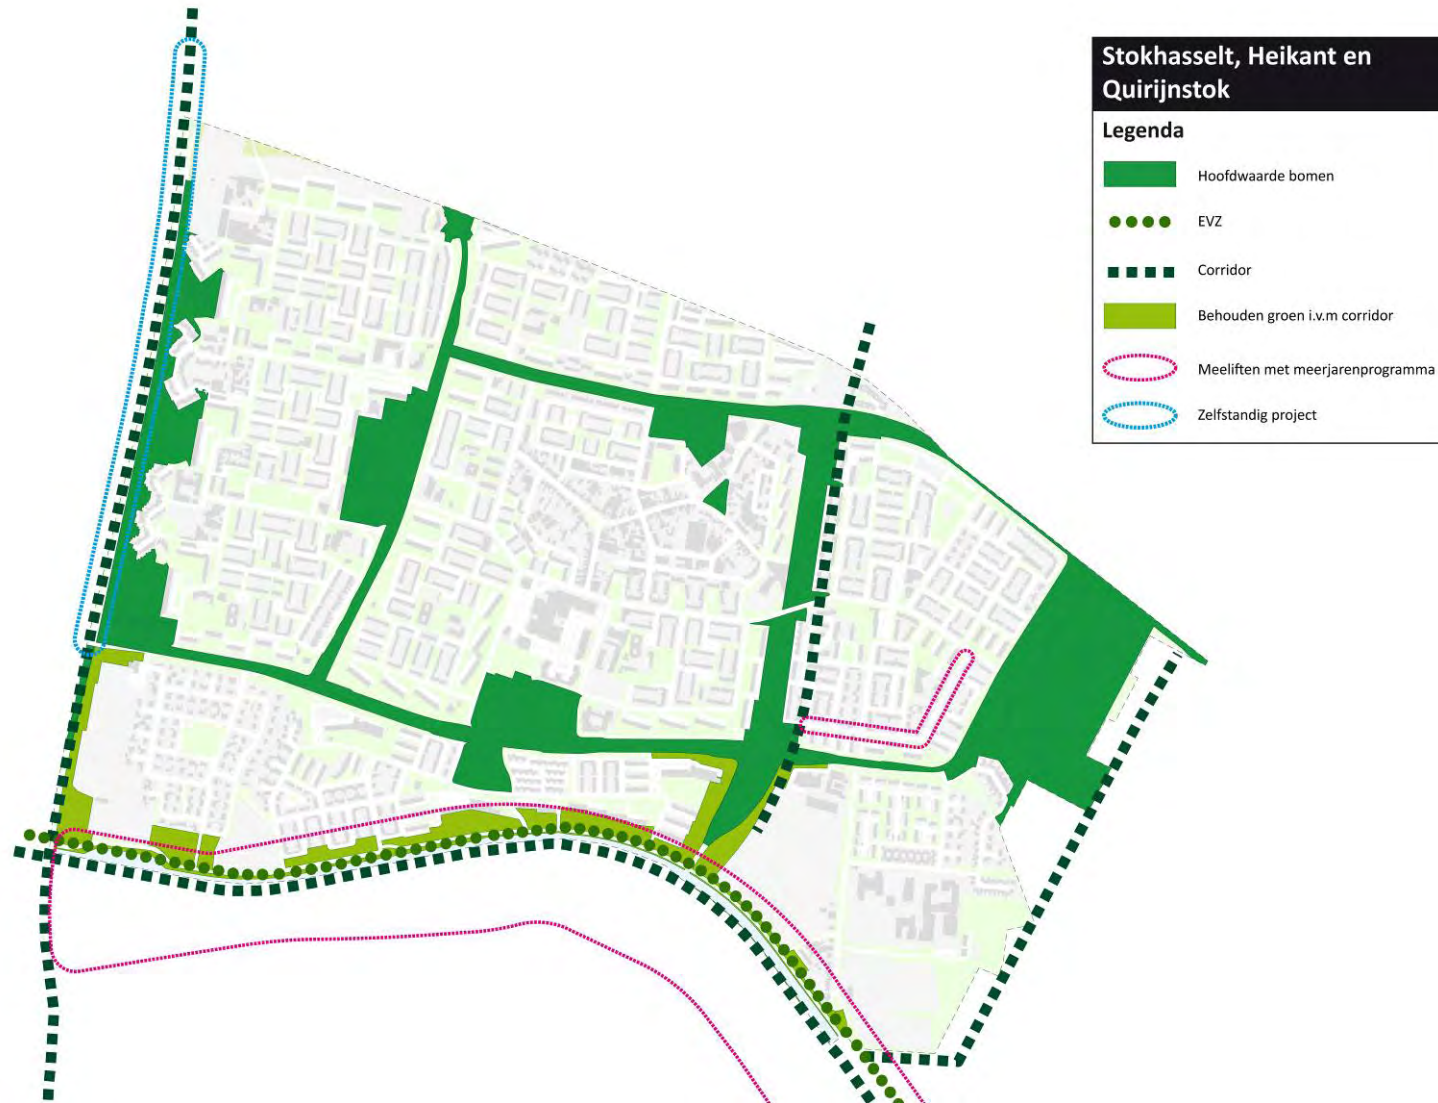 Stokhasselt, Heikant en
Quirijnstok
Legenda
Hoofdwaarde bomen
EVZ
Corridor
Behouden groen i.v.m corridor
Meeliften met meerjarenprogramma
Zelfstandig project